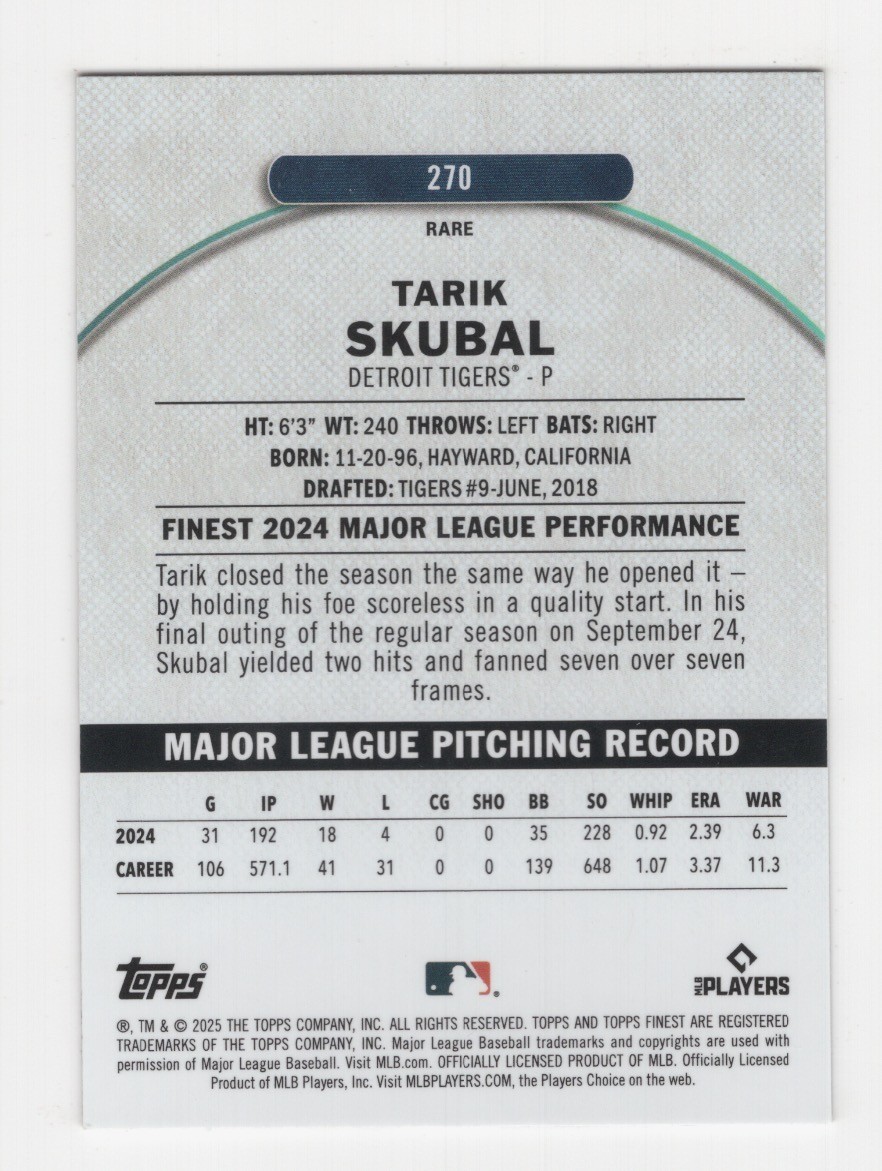 270
RARE
TARIK
SKUBAL
DETROIT TIGERS® - P
HT: 6'3" WT: 240 THROWS: LEFT BATS: RIGHT
BORN: 11-20-96, HAYWARD, CALIFORNIA
DRAFTED: TIGERS #9-JUNE, 2018
FINEST 2024 MAJOR LEAGUE PERFORMANCE
Tarik closed the season the same way he opened it –
by holding his foe scoreless in a quality start. In his
final outing of the regular season on September 24,
Skubal yielded two hits and fanned seven over seven
frames.
MAJOR LEAGUE PITCHING RECORD
G IP W L CG SHO BB SO WHIP ERA WAR
2024 31 192 18 4 0 0 35 228 0.92 2.39 6.3
CAREER 106 571.1 41 31 0 0 139 648 1.07 3.37 11.3
Topps®
MLB PLAYERS
®, TM & © 2025 THE TOPPS COMPANY, INC. ALL RIGHTS RESERVED. TOPPS AND TOPPS FINEST ARE REGISTERED
TRADEMARKS OF THE TOPPS COMPANY, INC. Major League Baseball trademarks and copyrights are used with
permission of Major League Baseball. Visit MLB.com. OFFICIALLY LICENSED PRODUCT OF MLB. Officially Licensed
Product of MLB Players, Inc. Visit MLBPLAYERS.COM, the Players Choice on the web.